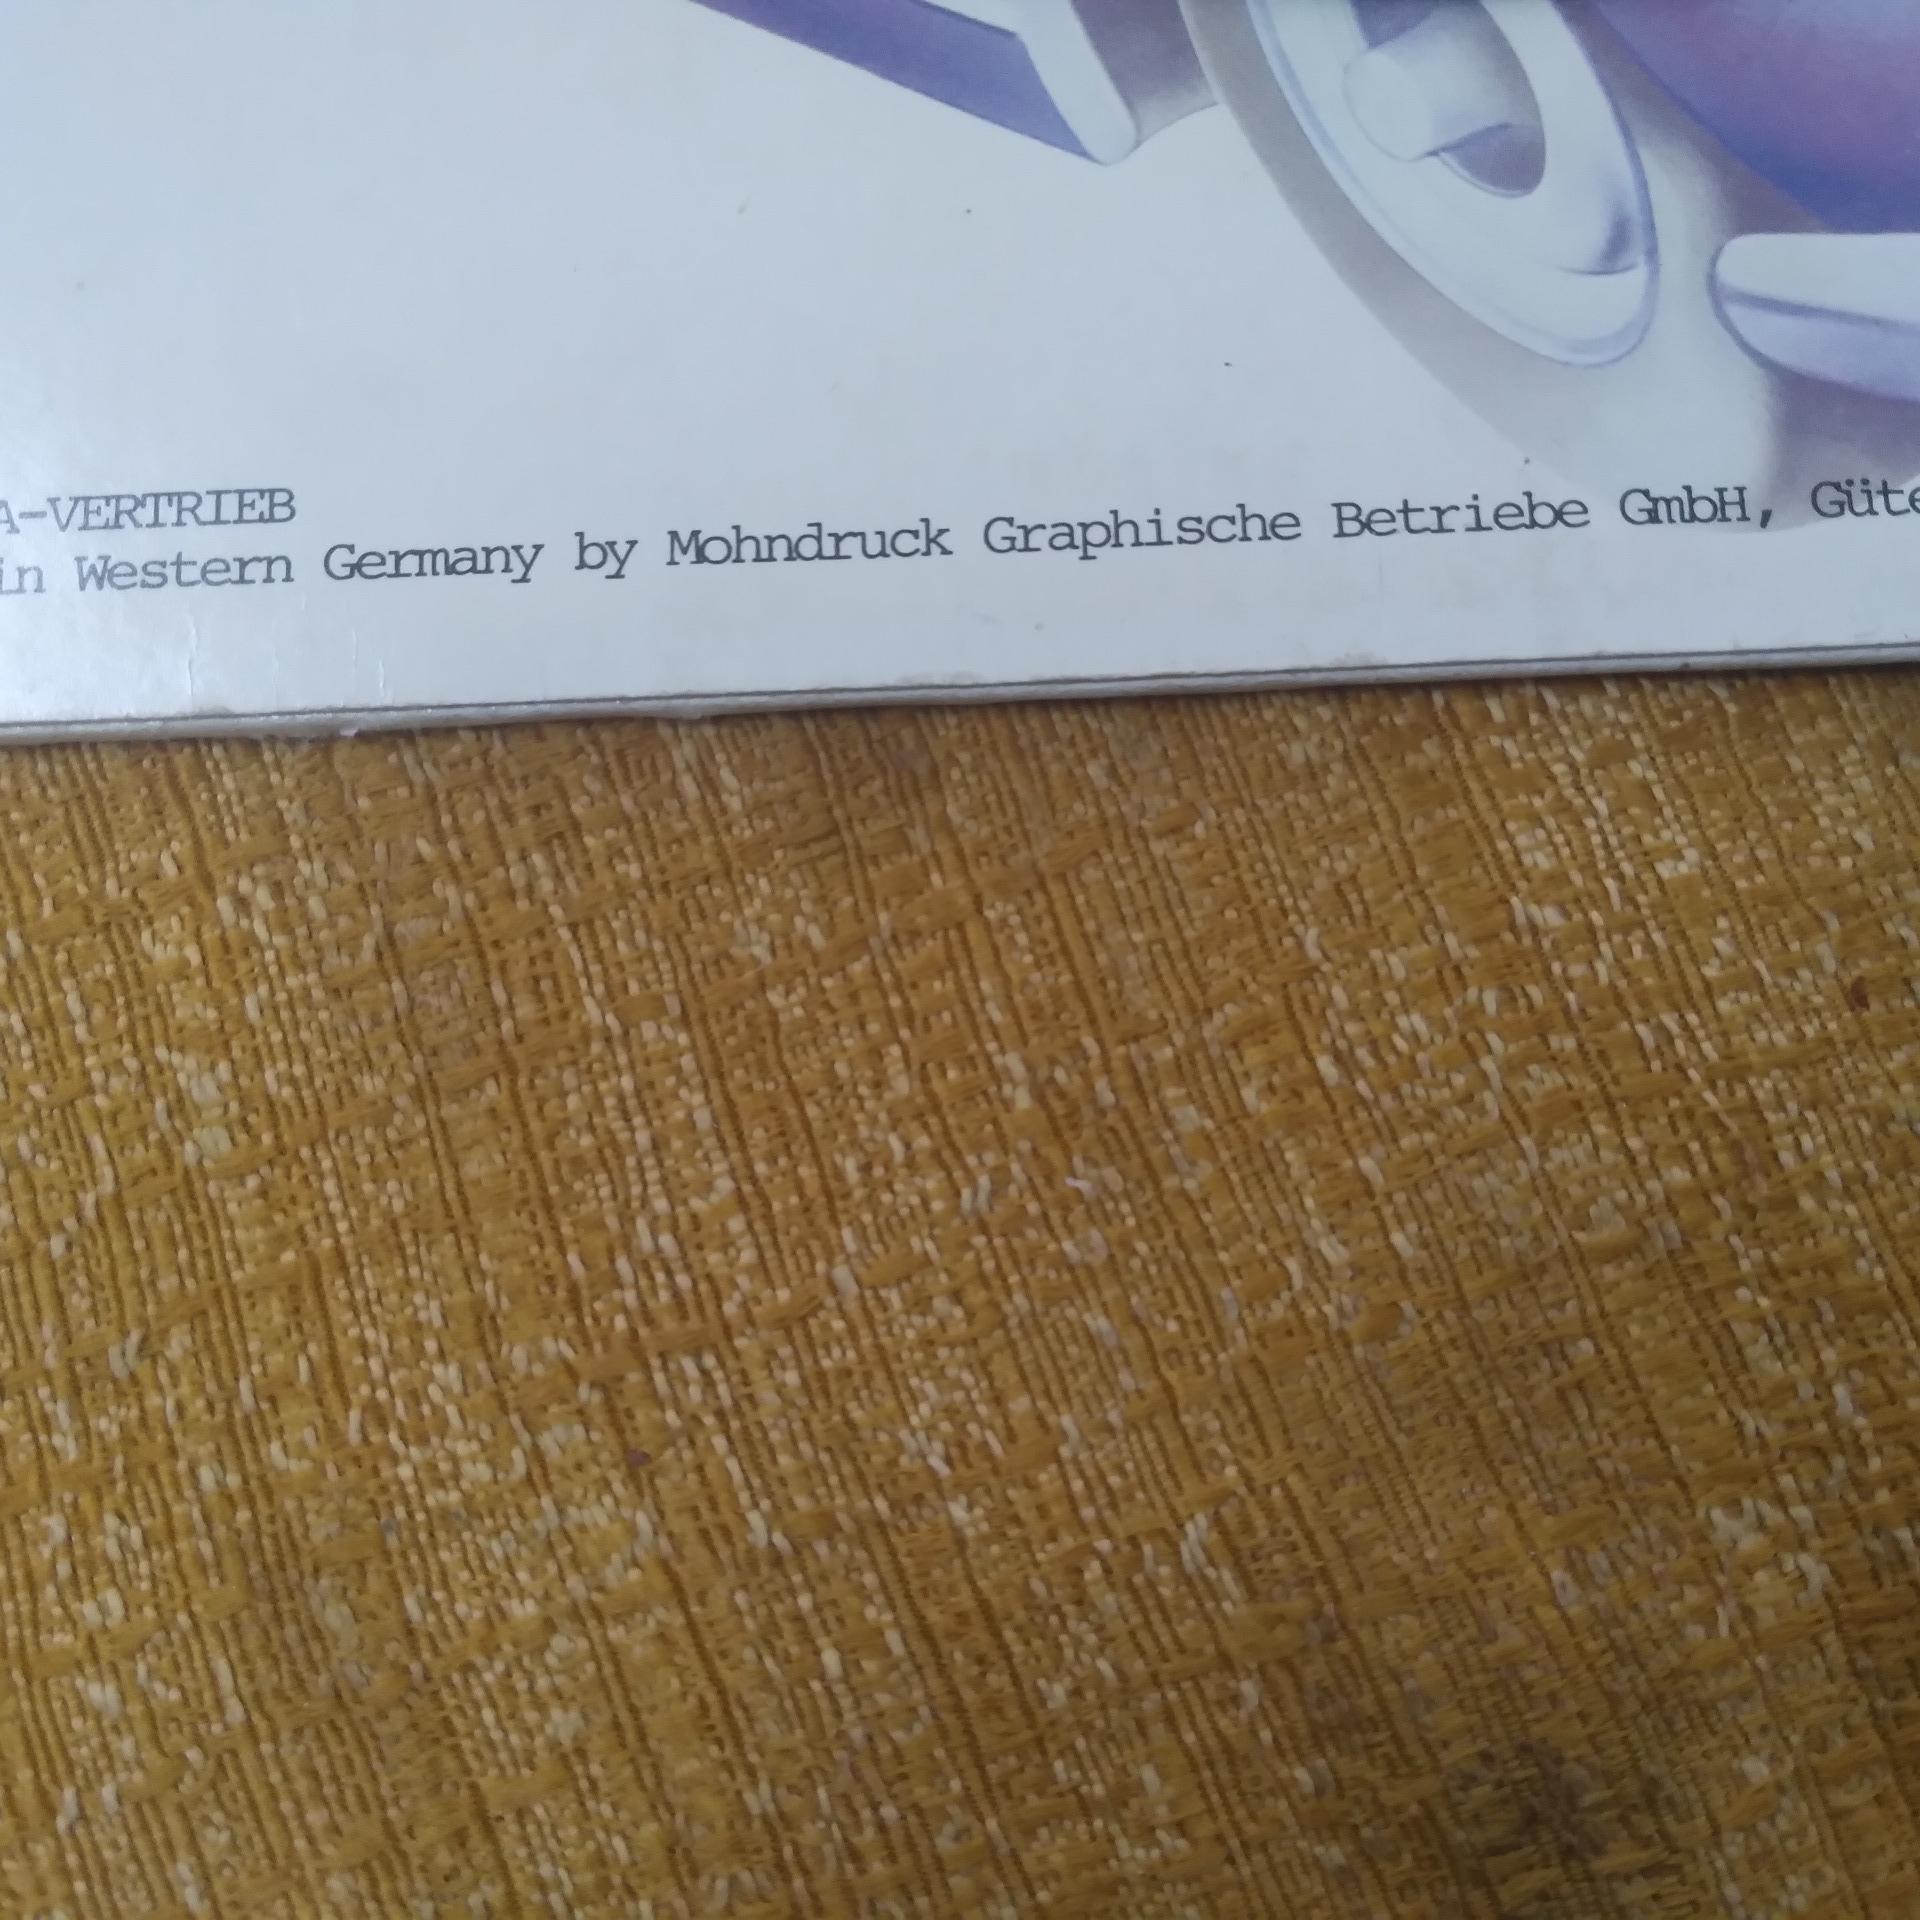 A-VERTRIEB
in Western Germany by Mohndruck Graphische Betriebe GmbH, Güte